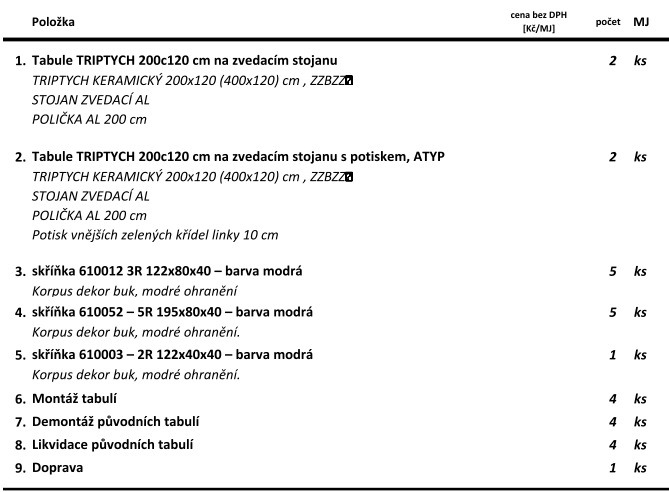 Položka cena bez DPH [Kč/MJ] počet MJ
1. Tabule TRIPTYCH 200c120 cm na zvedacím stojanu 2 ks
TRIPTYCH KERAMICKÝ 200x120 (400x120) cm , ZZBZZ
STOJAN ZVEDACÍ AL
POLIČKA AL 200 cm
2. Tabule TRIPTYCH 200c120 cm na zvedacím stojanu s potiskem, ATYP 2 ks
TRIPTYCH KERAMICKÝ 200x120 (400x120) cm , ZZBZZ
STOJAN ZVEDACÍ AL
POLIČKA AL 200 cm
Potisk vnějších zelených křídel linky 10 cm
3. skříňka 610012 3R 122x80x40 – barva modrá 5 ks
Korpus dekor buk, modré ohranění
4. skříňka 610052 – 5R 195x80x40 – barva modrá 5 ks
Korpus dekor buk, modré ohranění.
5. skříňka 610003 – 2R 122x40x40 – barva modrá 1 ks
Korpus dekor buk, modré ohranění.
6. Montáž tabulí 4 ks
7. Demontáž původních tabulí 4 ks
8. Likvidace původních tabulí 4 ks
9. Doprava 1 ks